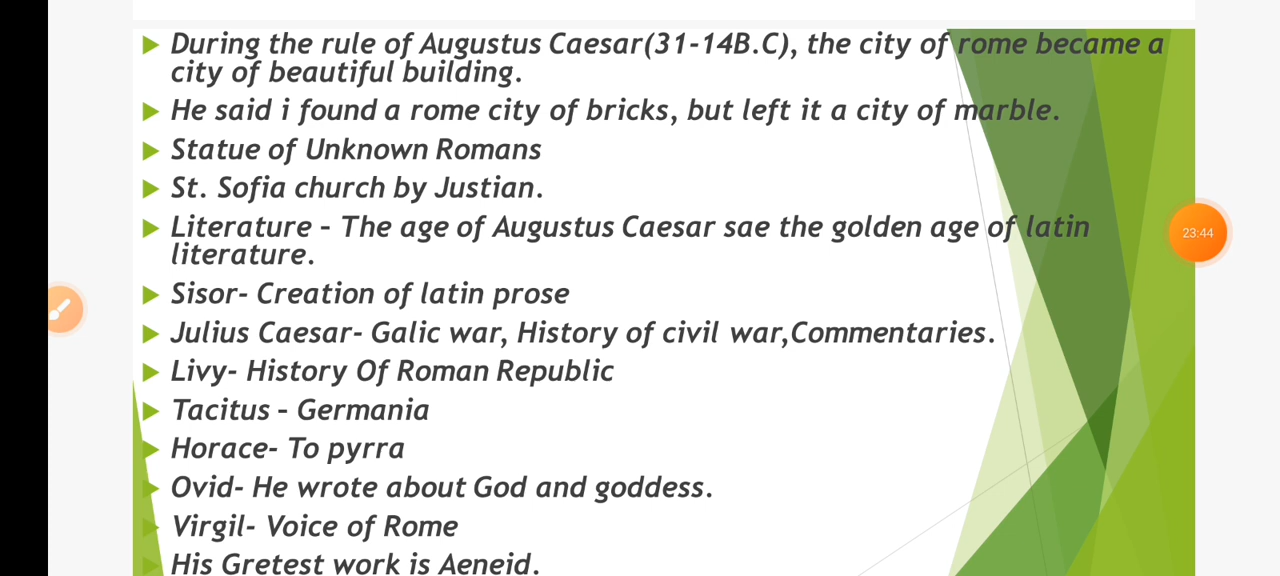 During the rule of Augustus Caesar(31-14B.C), the city of rome became a
city of beautiful building.
He said i found a rome city of bricks, but left it a city of marble.
Statue of Unknown Romans
St. Sofia church by Justian.
Literature – The age of Augustus Caesar sae the golden age of latin
literature.
Sisor- Creation of latin prose
Julius Caesar- Galic war, History of civil war,Commentaries.
Livy- History Of Roman Republic
Tacitus – Germania
Horace- To pyrra
Ovid- He wrote about God and goddess.
Virgil- Voice of Rome
His Gretest work is Aeneid.
23:44